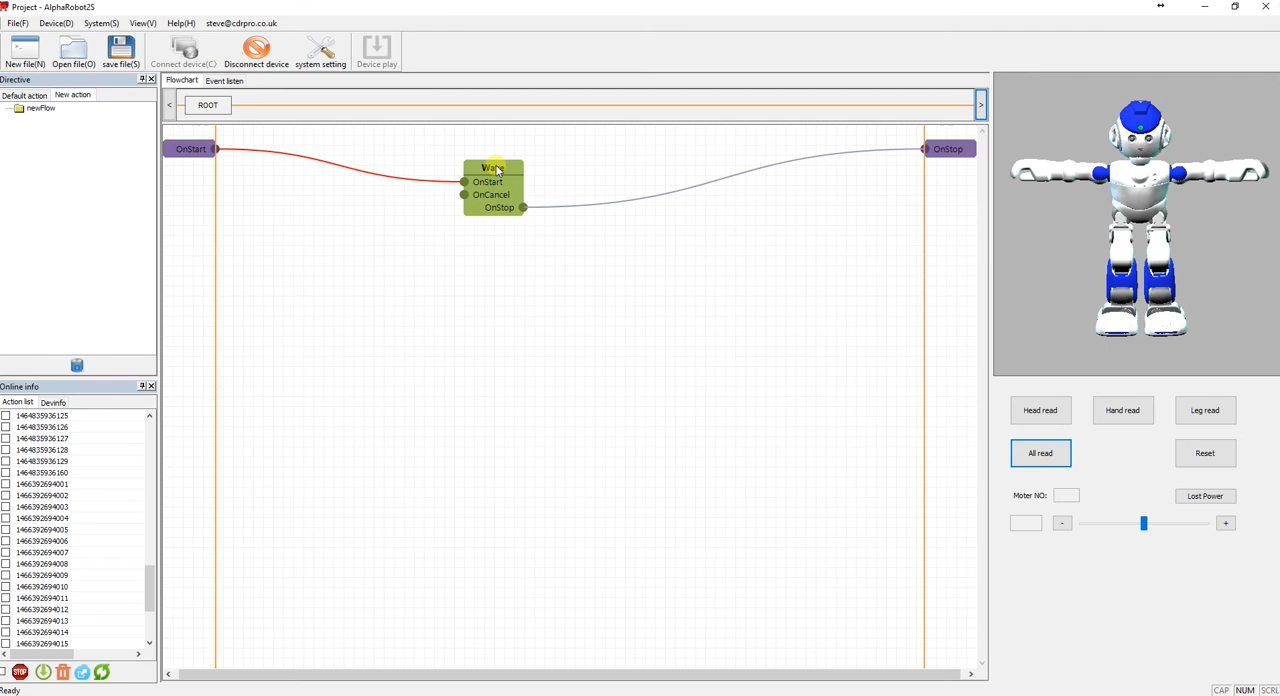 Project - AlphaRobot2S
File(F) Device(D) System(S) View(V) Help(H) steve@cdrpro.co.uk
New file(N) Open file(O) save file(S) Connect device(C) Disconnect device system setting Device play
Directive
Default action New action
newFlow
Flowchart Event listen
< ROOT >
OnStart
OnStop
OnStart
OnCancel
OnStop
Online info
Action list Devinfo
1464835936125
1464835936126
1464835936127
1464835936128
1464835936129
1464835936160
1466392694001
1466392694002
1466392694003
1466392694004
1466392694005
1466392694006
1466392694007
1466392694008
1466392694009
1466392694010
1466392694011
1466392694012
1466392694013
1466392694014
1466392694015
STOP
Head read Hand read Leg read
All read Reset
Moter NO: Lost Power
- +
Ready
CAP NUM SCRL